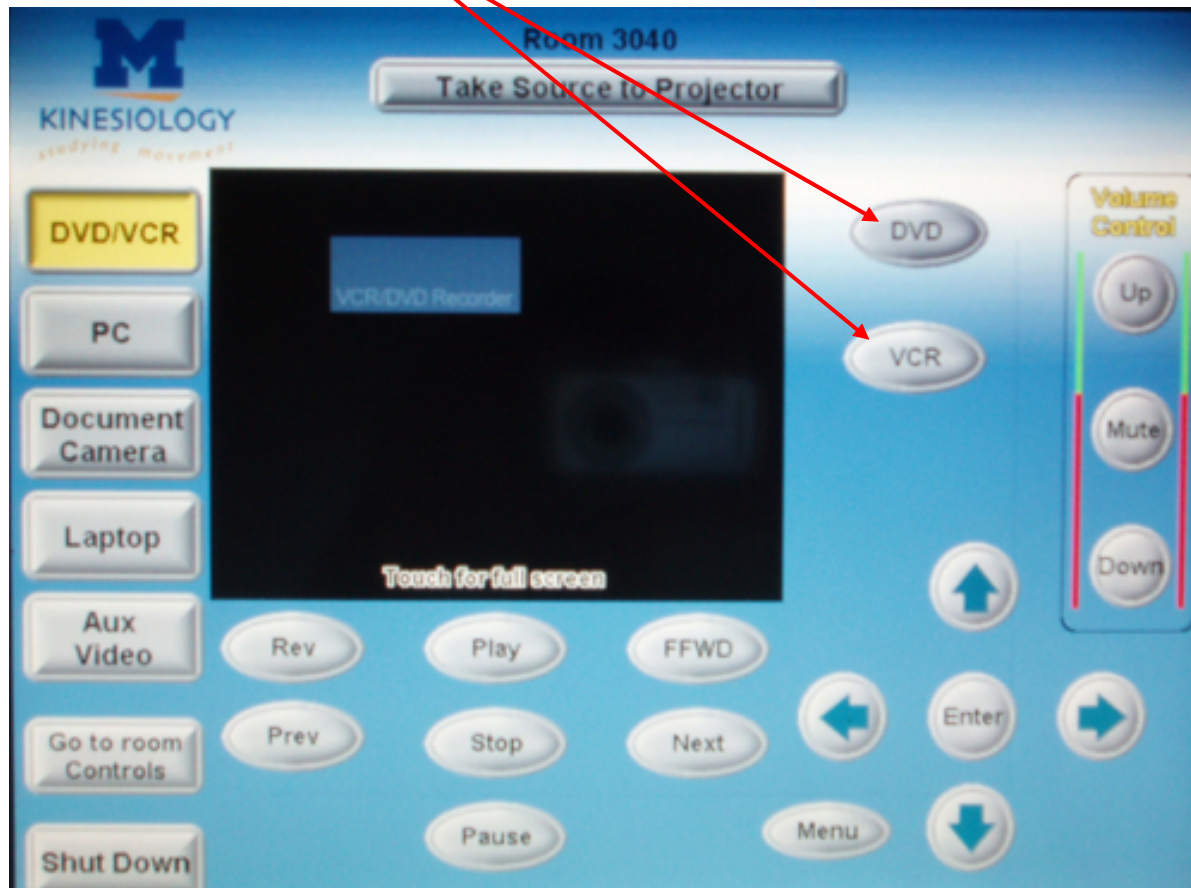 Room 3040
Take Source to Projector
M
KINESIOLOGY
studying movement
DVD/VCR
PC
Document
Camera
Laptop
Aux
Video
Go to room
Controls
Shut Down
VCR/DVD Recorder
Touch for full screen
DVD
VCR
Volume
Control
Up
Mute
Down
Rev
Play
FFWD
Prev
Stop
Next
Pause
Enter
Menu